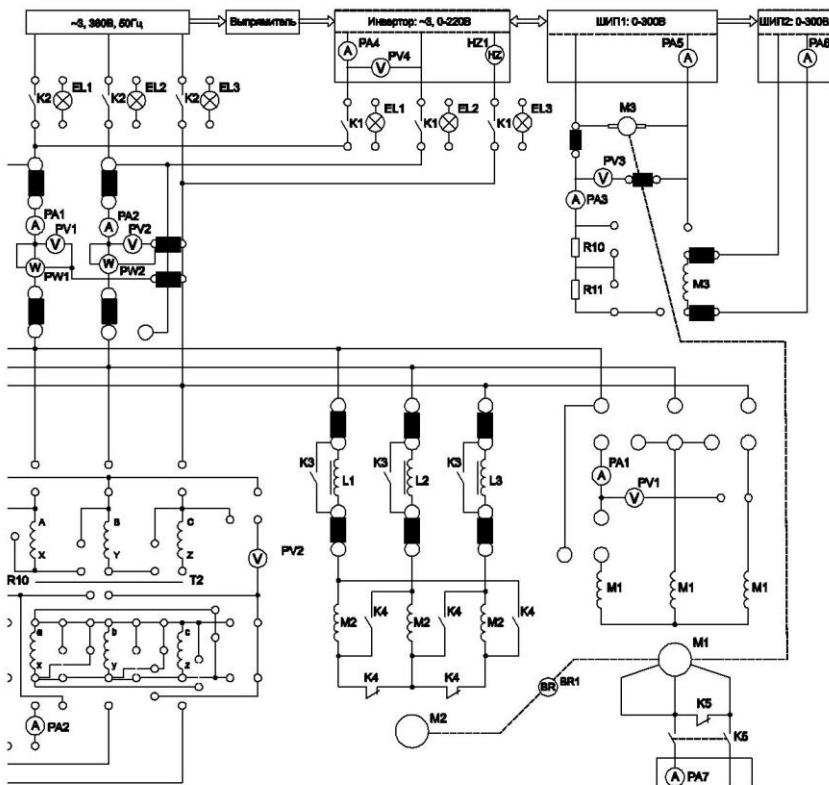 ~3, 380В, 50Гц Выпрямитель Инвертор: ~3, 0-220В ШИП1: 0-300В ШИП2: 0-300В
A PA4 V PV4 HZ1 HZ PA5 A PA6 A
K2 EL1 K2 EL2 K2 EL3
K1 EL1 K1 EL2 K1 EL3
M3
PV3 V
A PA3
A PA1 A PA2
PV1 V PV2 V
W PW1 W PW2
R10
R11
M3
K3 L1 K3 L2 K3 L3
PA1 A
PV1 V
A B C
X Y Z
V PV2
R10 T2
M1 M1 M1
a b c
x y z
M2 K4 M2 K4 M2 K4
K4 K4
M1
BR BR1
M2
A PA2
K5
K5
A PA7